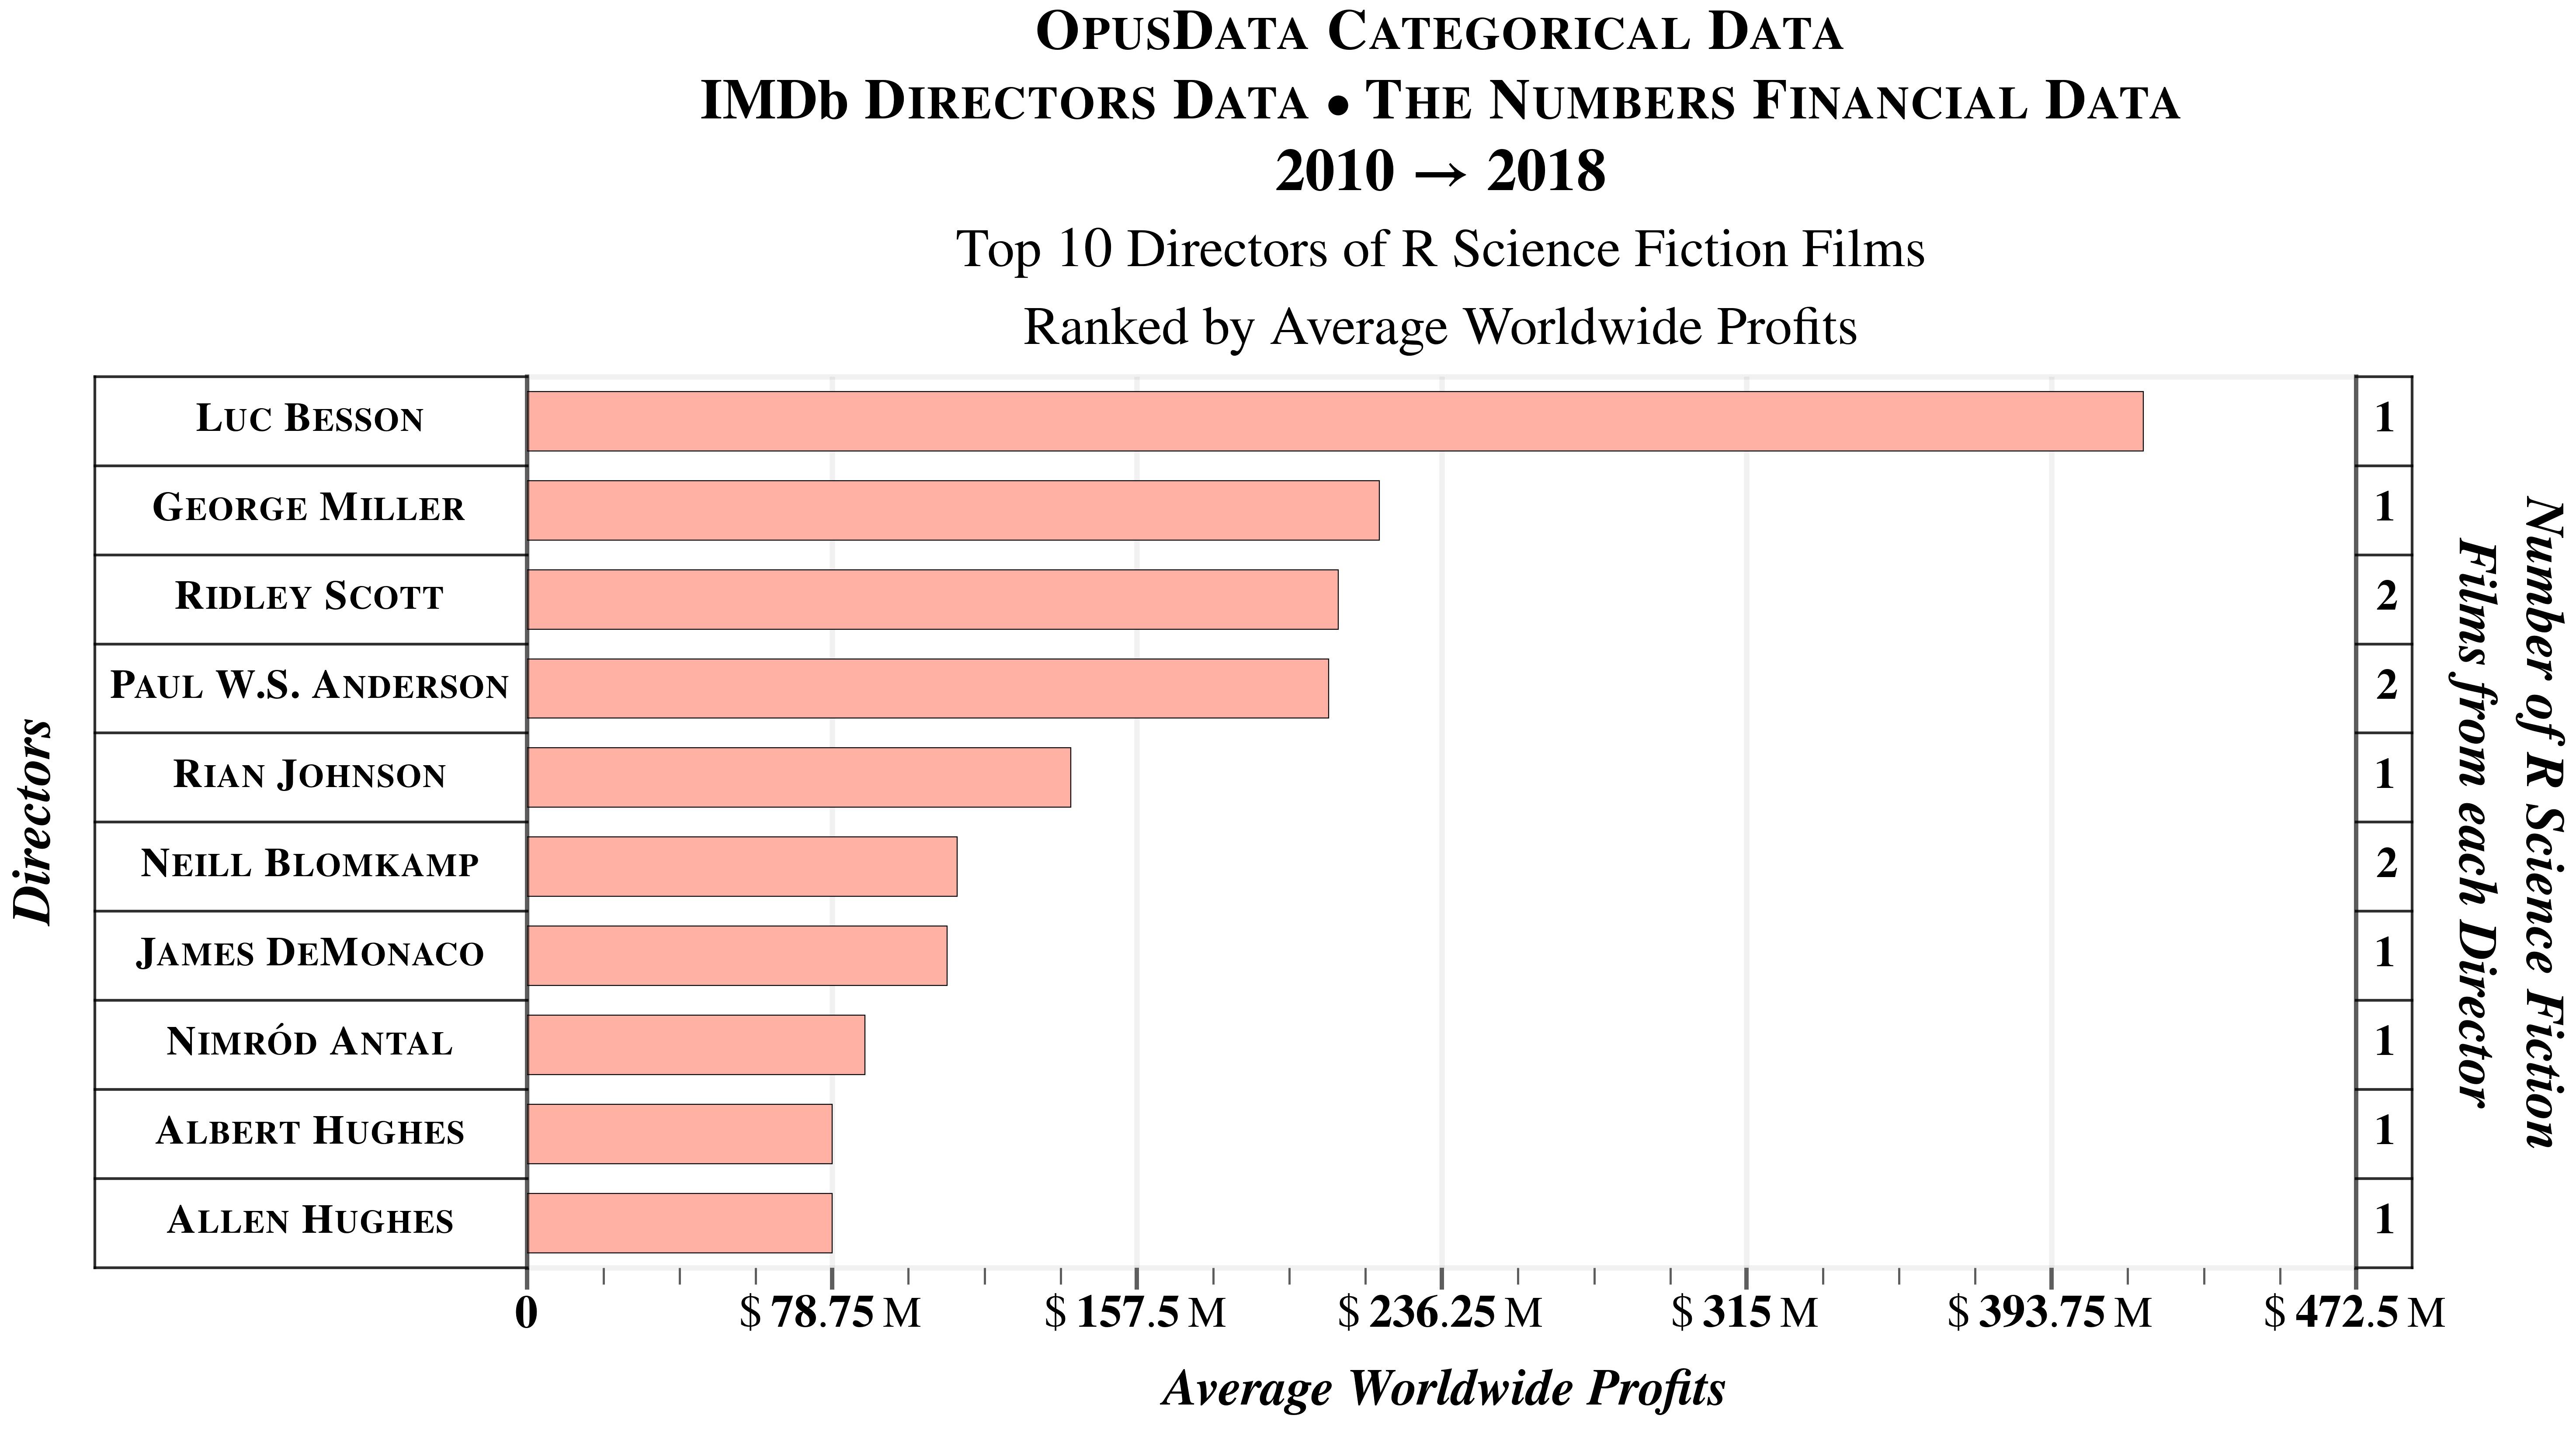 OpusData Categorical Data
IMDb Directors Data • The Numbers Financial Data
2010 → 2018
Top 10 Directors of R Science Fiction Films
Ranked by Average Worldwide Profits
Directors
Luc Besson 1
George Miller 1
Ridley Scott 2
Paul W.S. Anderson 2
Rian Johnson 1
Neill Blomkamp 2
James DeMonaco 1
Nimród Antal 1
Albert Hughes 1
Allen Hughes 1
Number of R Science Fiction
Films from each Director
0 $ 78.75 M $ 157.5 M $ 236.25 M $ 315 M $ 393.75 M $ 472.5 M
Average Worldwide Profits